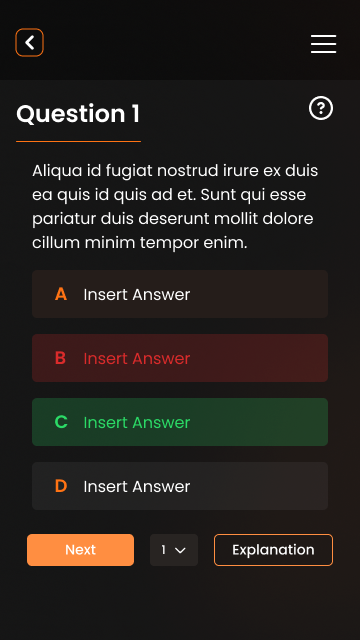 Question 1
?
Aliqua id fugiat nostrud irure ex duis
ea quis id quis ad et. Sunt qui esse
pariatur duis deserunt mollit dolore
cillum minim tempor enim.
A Insert Answer
B Insert Answer
C Insert Answer
D Insert Answer
Next 1 Explanation